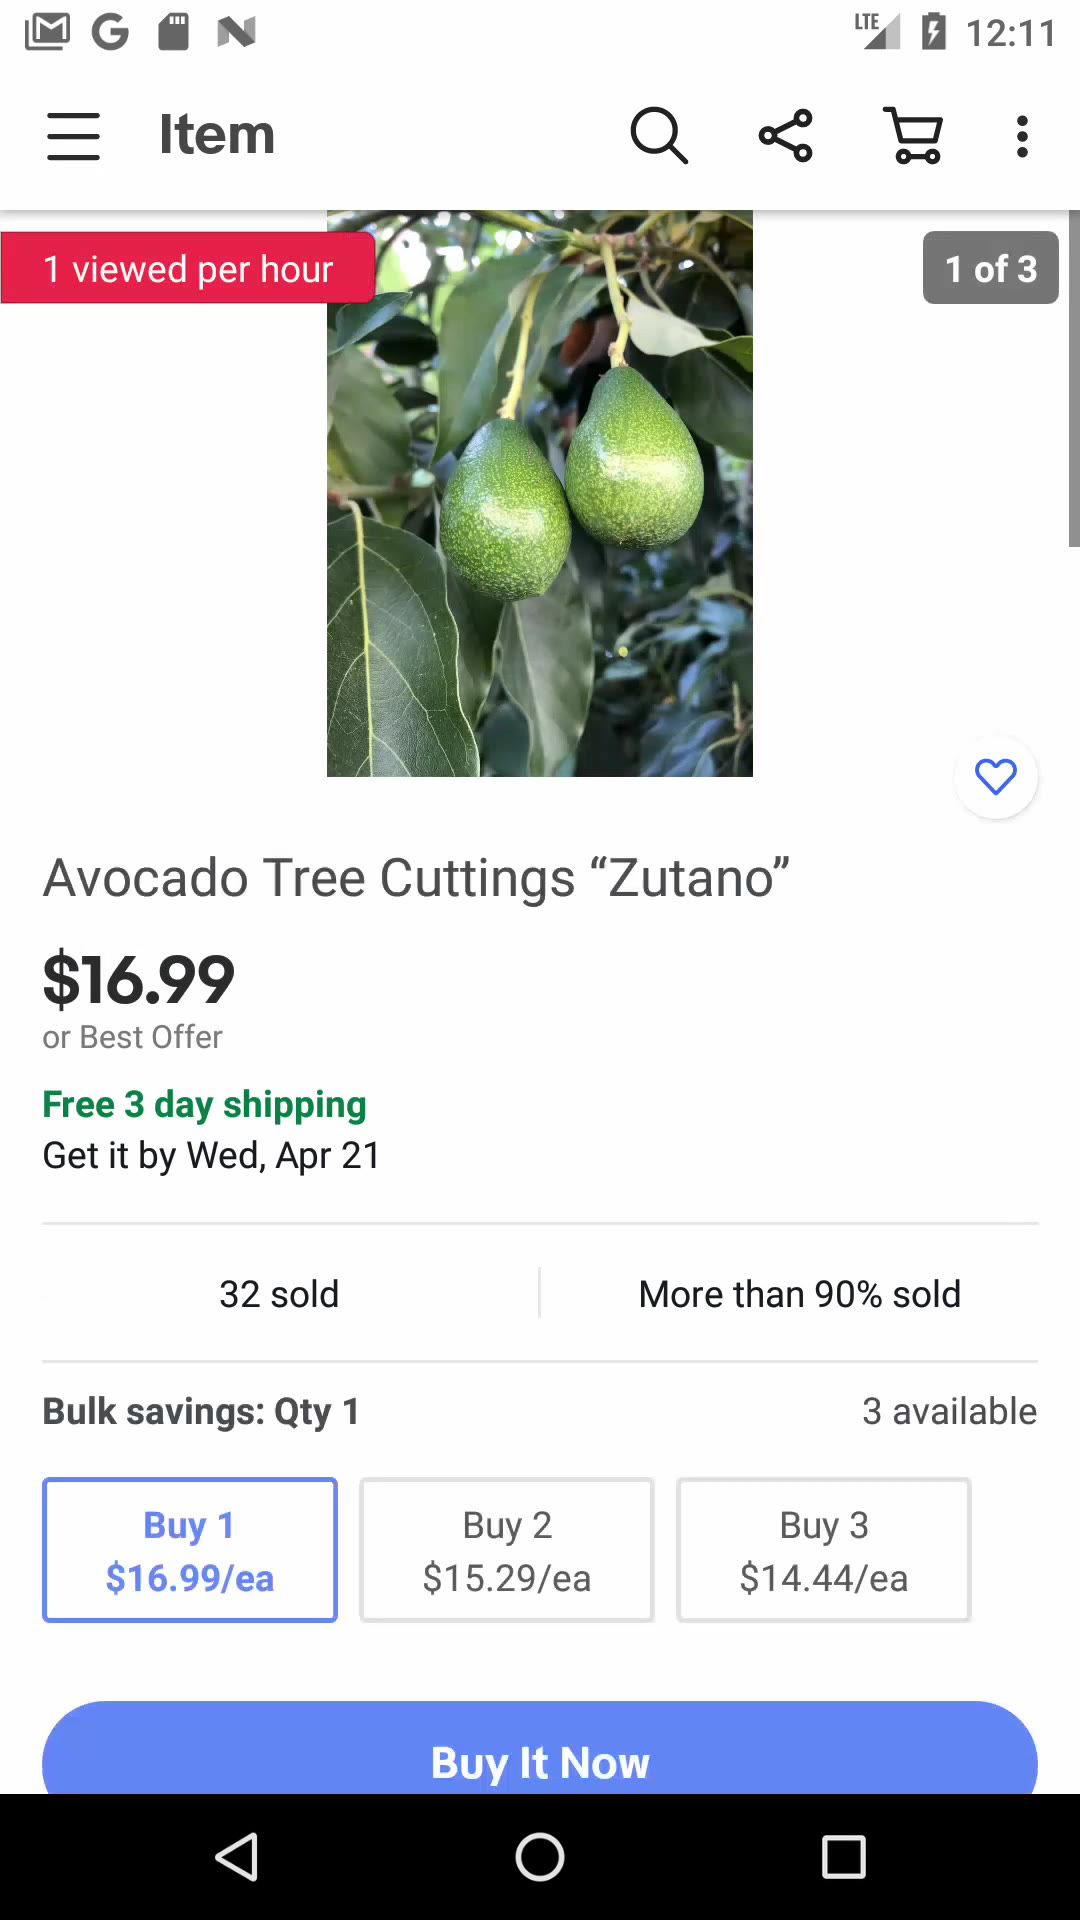 LTE 12:11
Item
1 viewed per hour
1 of 3
Avocado Tree Cuttings “Zutano”
$16.99
or Best Offer
Free 3 day shipping
Get it by Wed, Apr 21
32 sold
More than 90% sold
Bulk savings: Qty 1
3 available
Buy 1
$16.99/ea
Buy 2
$15.29/ea
Buy 3
$14.44/ea
Buy It Now